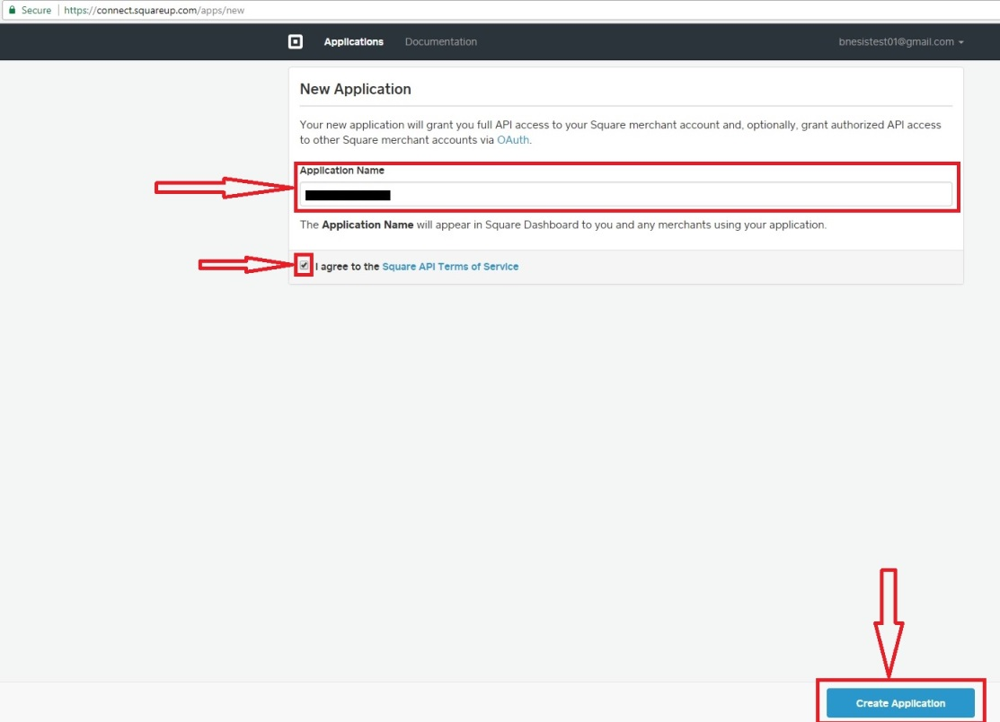 Secure https://connect.squareup.com/apps/new
Applications Documentation bnesistest01@gmail.com
New Application
Your new application will grant you full API access to your Square merchant account and, optionally, grant authorized API access
to other Square merchant accounts via OAuth.
Application Name
The Application Name will appear in Square Dashboard to you and any merchants using your application.
I agree to the Square API Terms of Service
Create Application